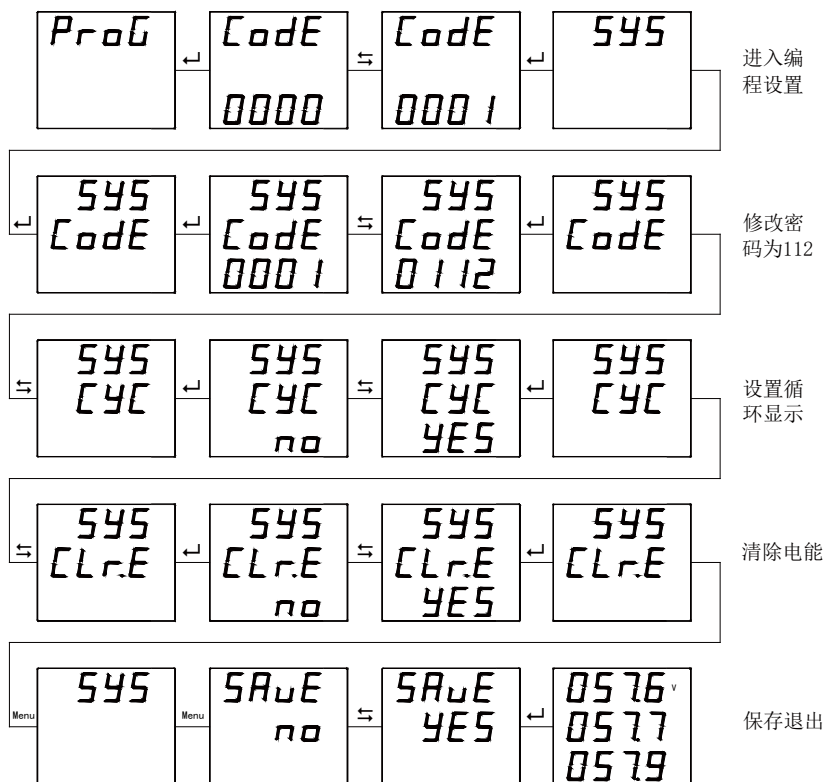 ProG
↵
CodE
0000
⇆
CodE
0001
↵
SYS
进入编
程设置
↵
SYS
CodE
↵
SYS
CodE
0001
⇆
SYS
CodE
0112
↵
SYS
CodE
修改密
码为112
⇆
SYS
CYC
↵
SYS
CYC
no
⇆
SYS
CYC
YES
↵
SYS
CYC
设置循
环显示
⇆
SYS
CLr.E
↵
SYS
CLr.E
no
⇆
SYS
CLr.E
YES
↵
SYS
CLr.E
清除电能
Menu
SYS
Menu
SAvE
no
⇆
SAvE
YES
↵
057.6 V
057.7
057.9
保存退出